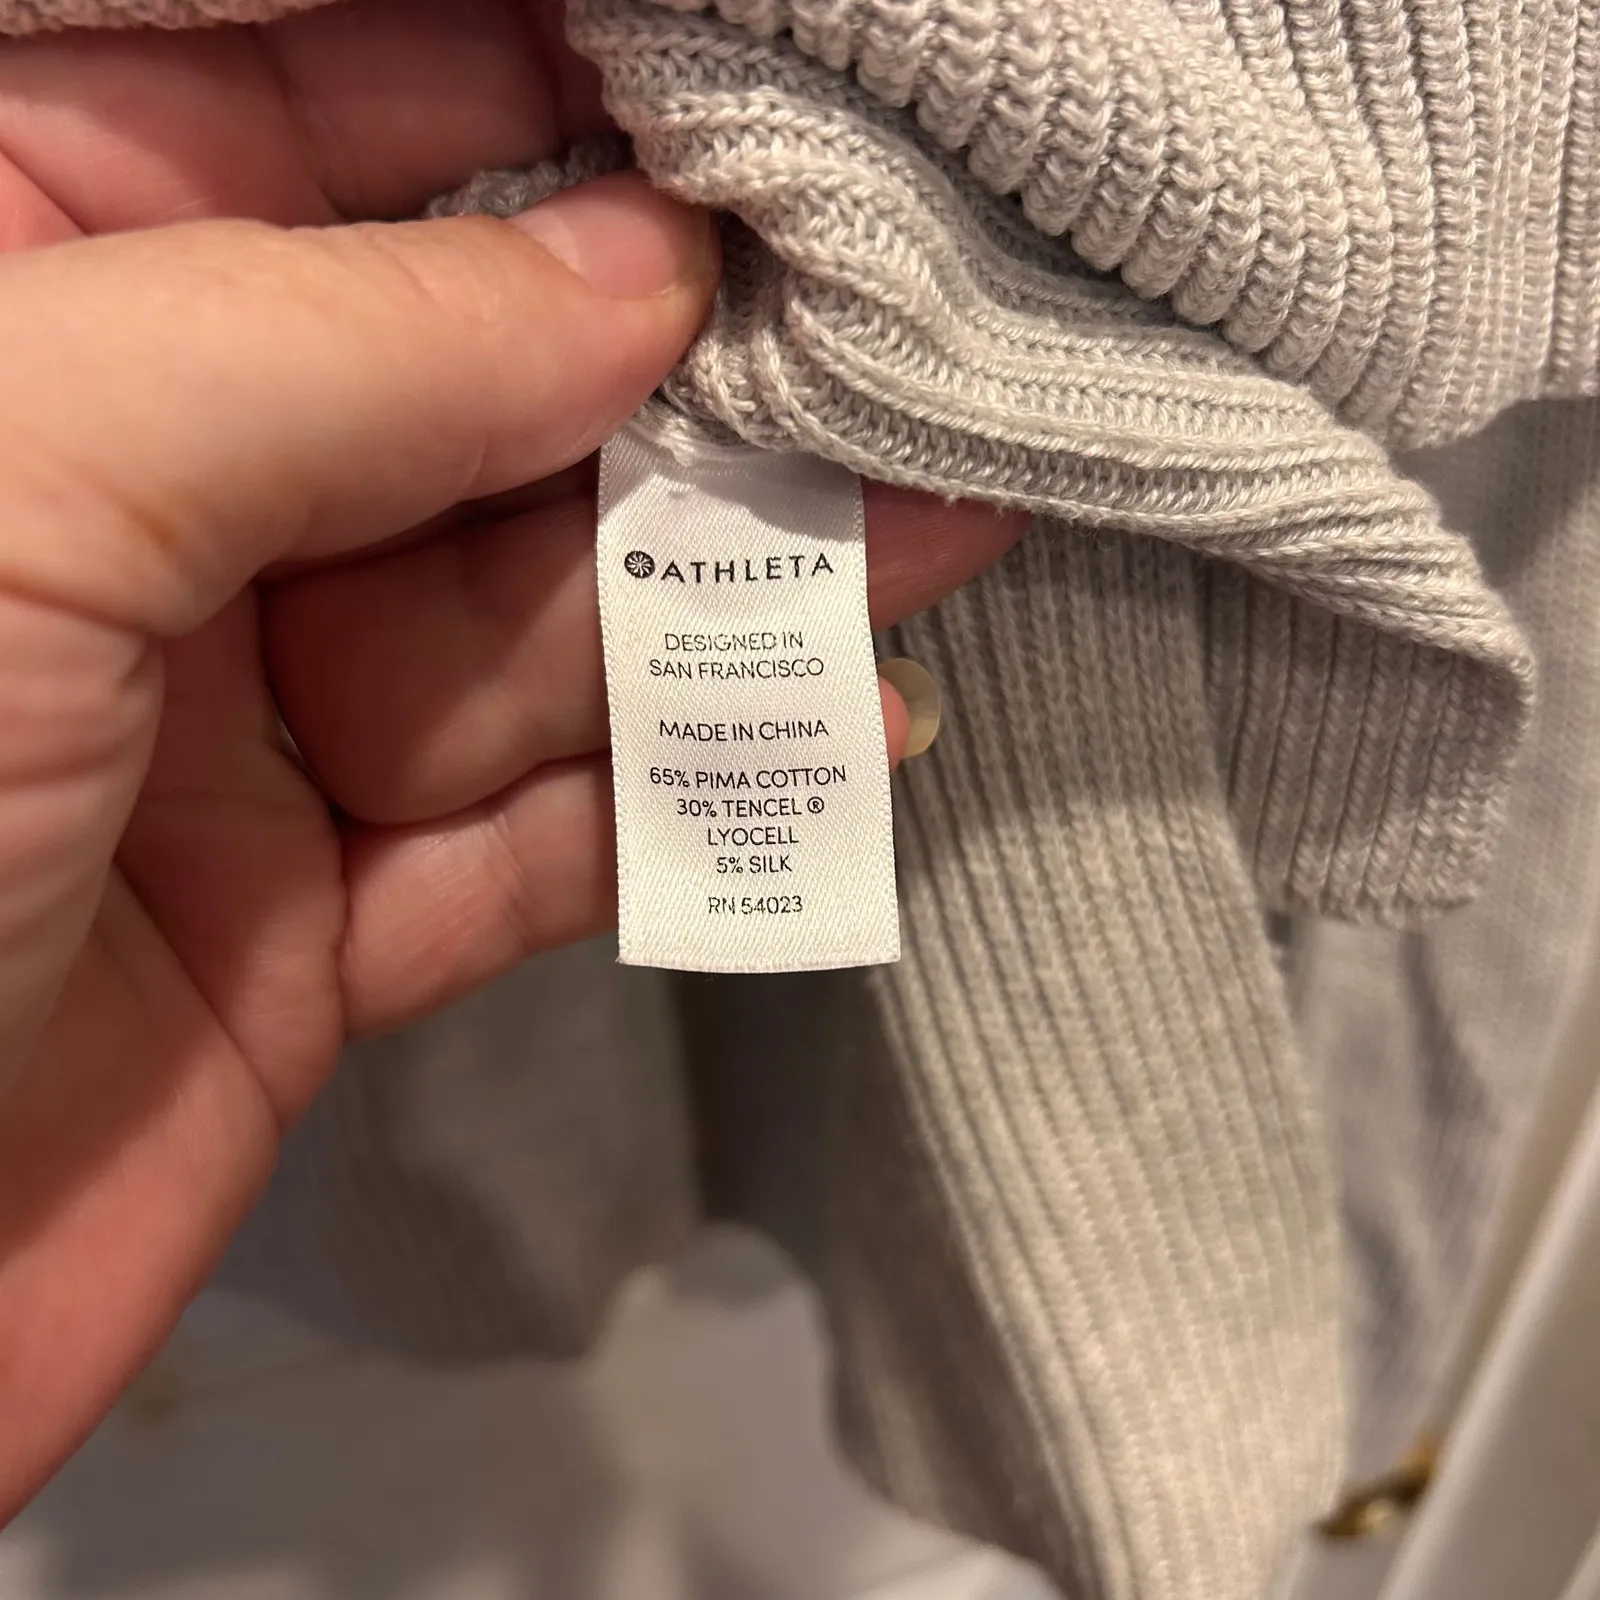 ATHLETA
DESIGNED IN
SAN FRANCISCO
MADE IN CHINA
65% PIMA COTTON
30% TENCEL ®
LYOCELL
5% SILK
RN 54023